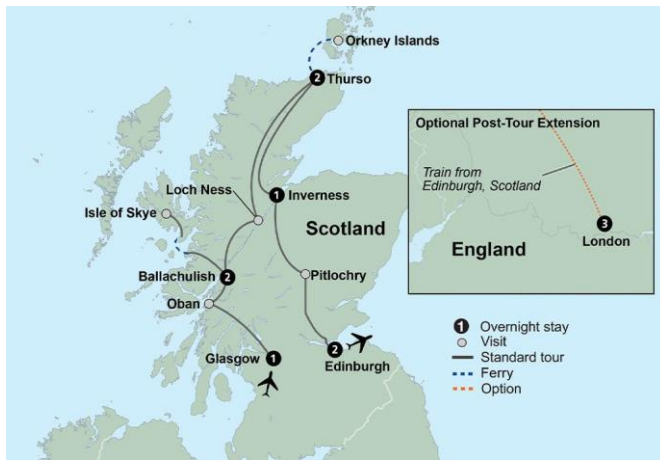 Orkney Islands
2 Thurso
Loch Ness
1 Inverness
Isle of Skye
Scotland
Ballachulish 2
Pitlochry
Oban
Glasgow 1
2
Edinburgh
Optional Post-Tour Extension
Train from
Edinburgh, Scotland
3
London
England
1 Overnight stay
Visit
Standard tour
Ferry
Option